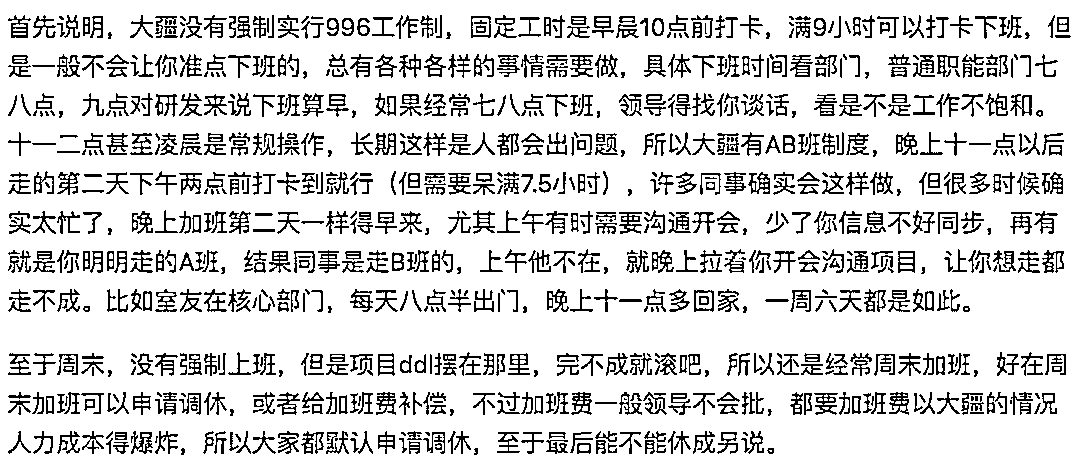 首先说明，大疆没有强制实行996工作制，固定工时是早晨10点前打卡，满9小时可以打卡下班，但
是一般不会让你准点下班的，总有各种各样的事情需要做，具体下班时间看部门，普通职能部门七
八点，九点对研发来说下班算早，如果经常七八点下班，领导得找你谈话，看是不是工作不饱和。
十一二点甚至凌晨是常规操作，长期这样是人都会出问题，所以大疆有AB班制度，晚上十一点以后
走的第二天下午两点前打卡到就行（但需要呆满7.5小时），许多同事确实会这样做，但很多时候确
实太忙了，晚上加班第二天一样得早来，尤其上午有时需要沟通开会，少了你信息不好同步，再有
就是你明明走的A班，结果同事是走B班的，上午他不在，就晚上拉着你开会沟通项目，让你想走都
走不成。比如室友在核心部门，每天八点半出门，晚上十一点多回家，一周六天都是如此。
至于周末，没有强制上班，但是项目ddl摆在那里，完不成就滚吧，所以还是经常周末加班，好在周
末加班可以申请调休，或者给加班费补偿，不过加班费一般领导不会批，都要加班费以大疆的情况
人力成本得爆炸，所以大家都默认申请调休，至于最后能不能休成另说。